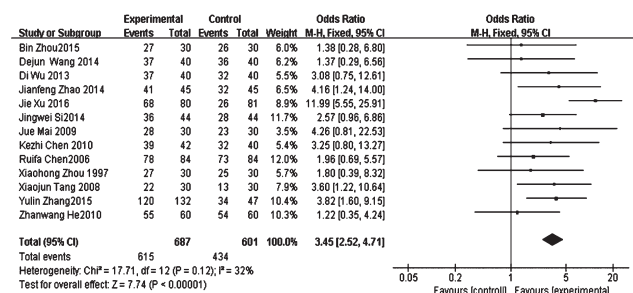 Experimental Control Odds Ratio Odds Ratio
Study or Subgroup Events Total Events Total Weight M-H, Fixed, 95% CI M-H, Fixed, 95% CI
Bin Zhou2015 27 30 26 30 6.0% 1.38 [0.28, 6.80]
Dejun Wang 2014 37 40 36 40 6.0% 1.37 [0.29, 6.56]
Di Wu 2013 37 40 32 40 5.0% 3.08 [0.75, 12.61]
Jianfeng Zhao 2014 41 45 32 45 6.0% 4.16 [1.24, 14.00]
Jie Xu 2016 68 80 26 81 8.6% 11.99 [5.55, 25.91]
Jingwei Si2014 36 44 28 44 11.7% 2.57 [0.96, 6.86]
Jue Mai 2009 28 30 23 30 3.0% 4.26 [0.81, 22.53]
Kezhi Chen 2010 39 42 32 40 5.0% 3.25 [0.80, 13.27]
Ruifa Chen2006 78 84 73 84 12.0% 1.96 [0.69, 5.57]
Xiaohong Zhou 1997 27 30 25 30 5.0% 1.80 [0.39, 8.32]
Xiaojun Tang 2008 22 30 13 30 7.9% 3.60 [1.22, 10.64]
Yulin Zhang2015 120 132 34 47 12.9% 3.82 [1.60, 9.15]
Zhanwang He2010 55 60 54 60 10.9% 1.22 [0.35, 4.24]
Total (95% CI) 687 601 100.0% 3.45 [2.52, 4.71]
Total events 615 434
Heterogeneity: Chi² = 17.71, df = 12 (P = 0.12); I² = 32%
Test for overall effect: Z = 7.74 (P < 0.00001)
0.05 0.2 1 5 20
Favours [control] Favours [experimental]